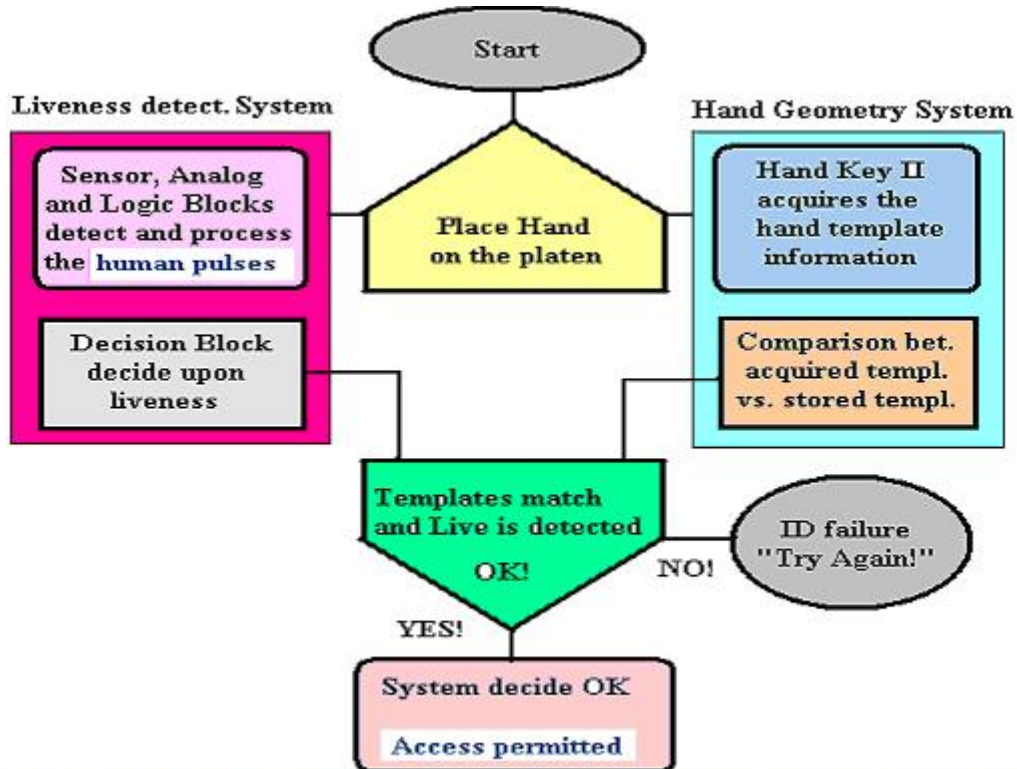 Start
Liveness detect. System
Sensor, Analog
and Logic Blocks
detect and process
the human pulses
Decision Block
decide upon
liveness
Place Hand
on the platen
Hand Geometry System
Hand Key II
acquires the
hand template
information
Comparison bet.
acquired templ.
vs. stored templ.
Templates match
and Live is detected
OK!
NO!
ID failure
"Try Again!"
YES!
System decide OK
Access permitted